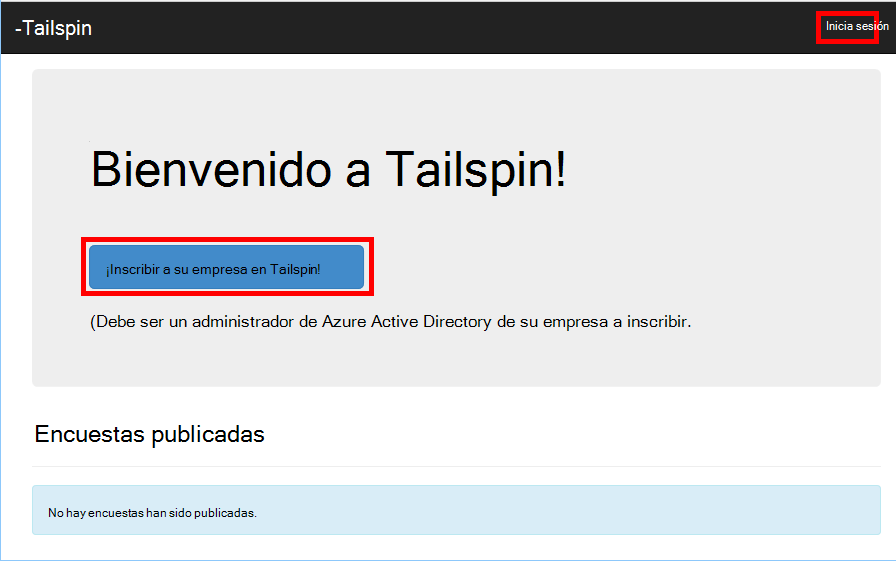 -Tailspin
Inicia sesión
Bienvenido a Tailspin!
¡Inscribir a su empresa en Tailspin!
(Debe ser un administrador de Azure Active Directory de su empresa a inscribir.
Encuestas publicadas
No hay encuestas han sido publicadas.